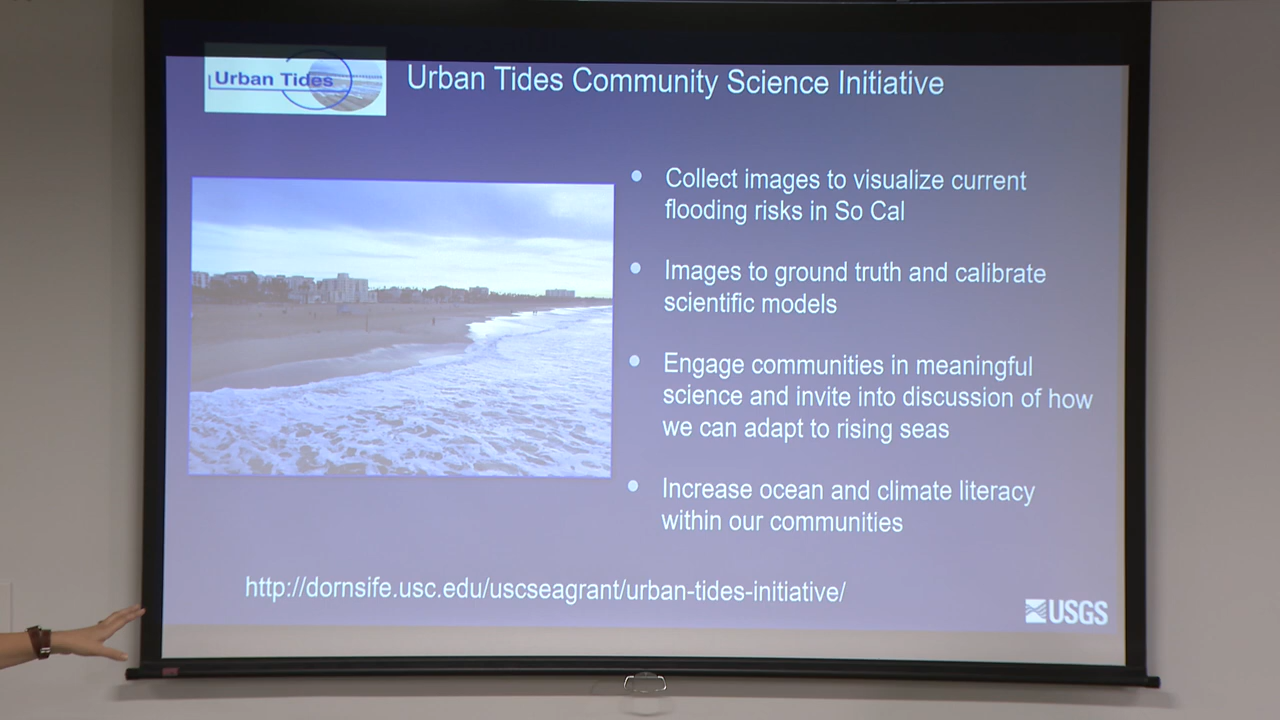 Urban Tides
Urban Tides Community Science Initiative
• Collect images to visualize current
flooding risks in So Cal
• Images to ground truth and calibrate
scientific models
• Engage communities in meaningful
science and invite into discussion of how
we can adapt to rising seas
• Increase ocean and climate literacy
within our communities
http://dornsife.usc.edu/uscseagrant/urban-tides-initiative/
USGS